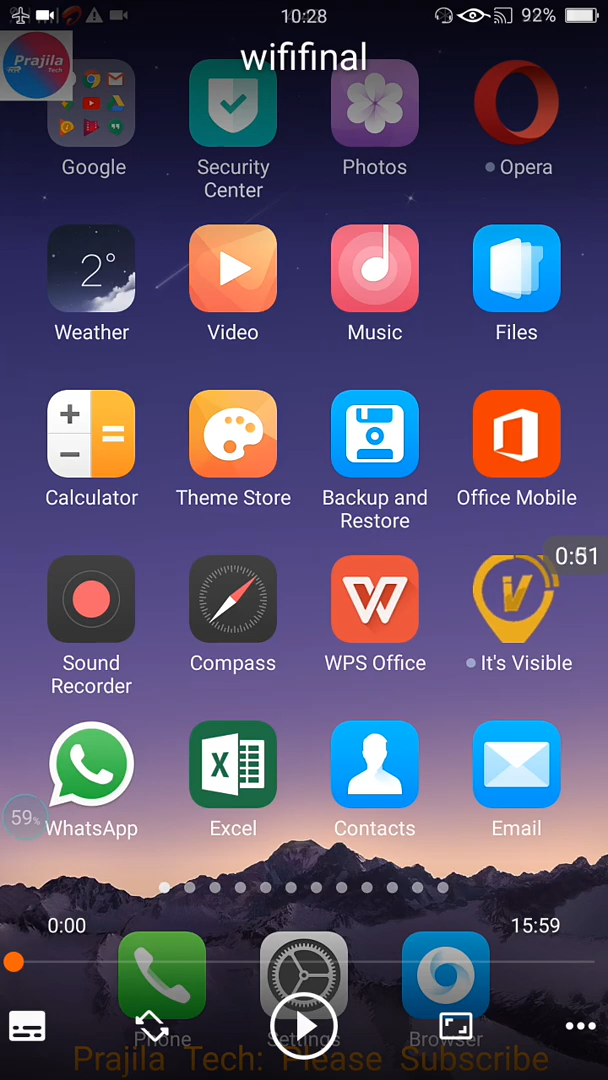 10:28
92%
wififinal
Prajila
Tech
Google
Security
Center
Photos
Opera
2°
Weather
Video
Music
Files
Calculator
Theme Store
Backup and
Restore
Office Mobile
0:51
Sound
Recorder
Compass
WPS Office
It's Visible
59%
WhatsApp
Excel
Contacts
Email
0:00
15:59
Phone
Settings
Browser
Prajila Tech: Please Subscribe